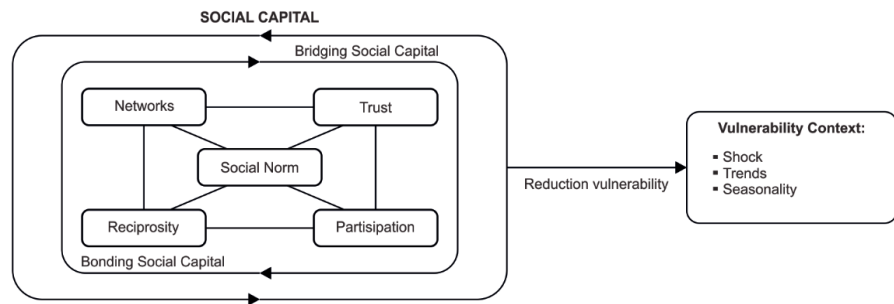 SOCIAL CAPITAL
Bridging Social Capital
Networks
Trust
Social Norm
Reciprosity
Partisipation
Bonding Social Capital
Reduction vulnerability
Vulnerability Context:
▪ Shock
▪ Trends
▪ Seasonality